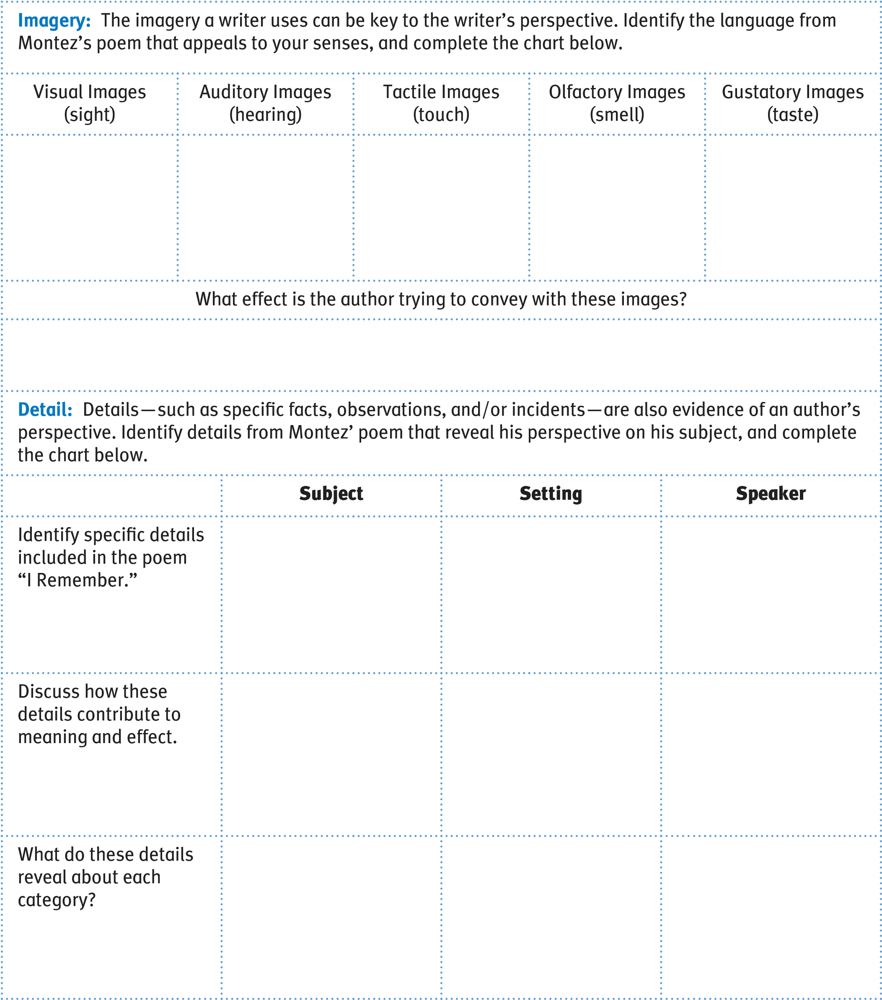 Imagery: The imagery a writer uses can be key to the writer’s perspective. Identify the language from
Montez’s poem that appeals to your senses, and complete the chart below.
Visual Images
(sight)
Auditory Images
(hearing)
Tactile Images
(touch)
Olfactory Images
(smell)
Gustatory Images
(taste)
What effect is the author trying to convey with these images?
Detail: Details—such as specific facts, observations, and/or incidents—are also evidence of an author’s
perspective. Identify details from Montez’ poem that reveal his perspective on his subject, and complete
the chart below.
Subject
Setting
Speaker
Identify specific details
included in the poem
“I Remember.”
Discuss how these
details contribute to
meaning and effect.
What do these details
reveal about each
category?